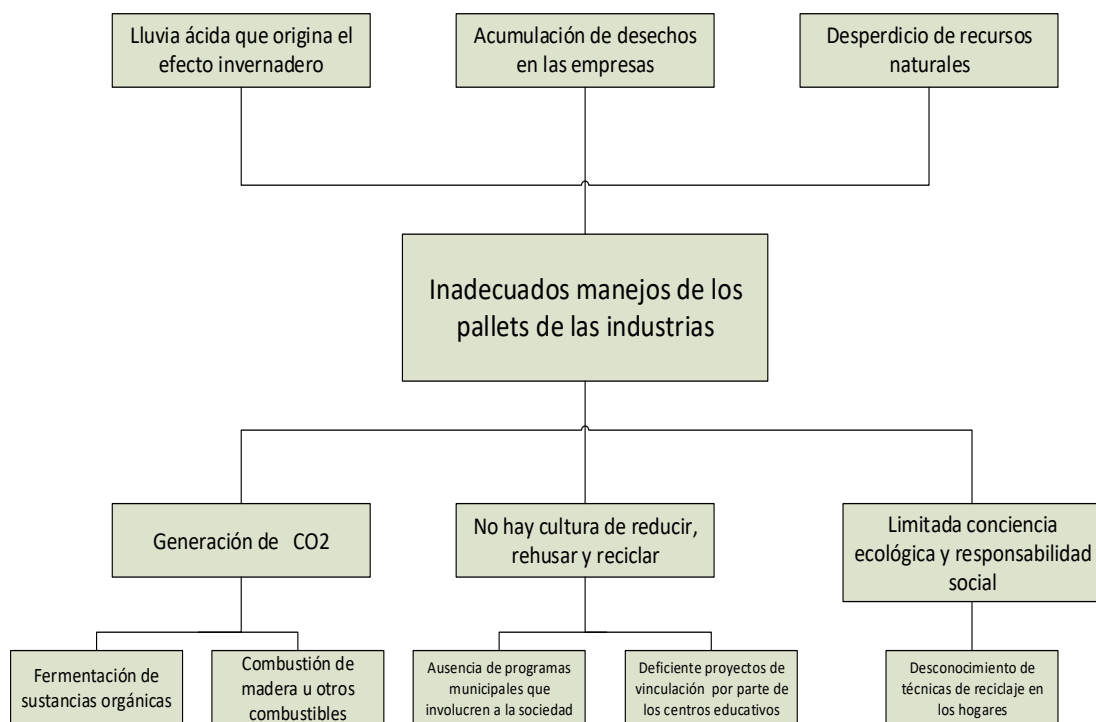 Lluvia ácida que origina el
efecto invernadero
Acumulación de desechos
en las empresas
Desperdicio de recursos
naturales
Inadecuados manejos de los
pallets de las industrias
Generación de CO2
No hay cultura de reducir,
rehusar y reciclar
Limitada conciencia
ecológica y responsabilidad
social
Fermentación de
sustancias orgánicas
Combustión de
madera u otros
combustibles
Ausencia de programas
municipales que
involucren a la sociedad
Deficiente proyectos de
vinculación por parte de
los centros educativos
Desconocimiento de
técnicas de reciclaje en
los hogares